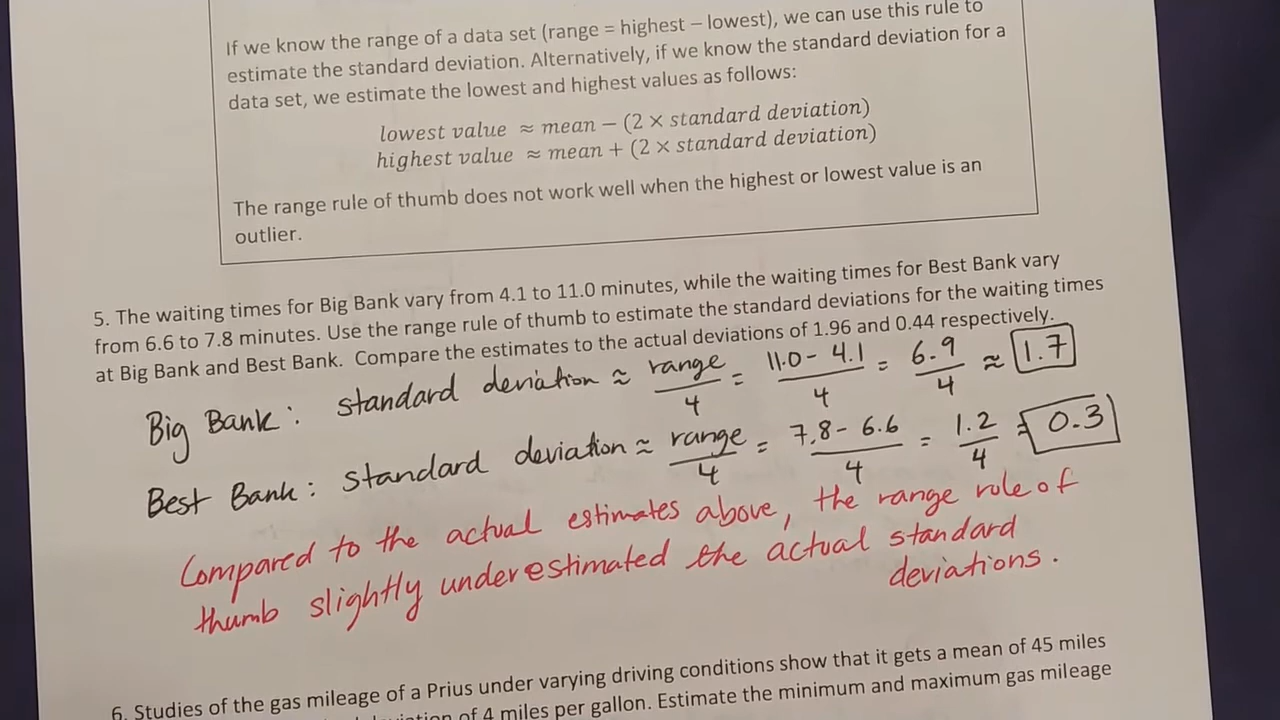 If we know the range of a data set (range = highest – lowest), we can use this rule to
estimate the standard deviation. Alternatively, if we know the standard deviation for a
data set, we estimate the lowest and highest values as follows:
lowest value ≈ mean − (2 × standard deviation)
highest value ≈ mean + (2 × standard deviation)
The range rule of thumb does not work well when the highest or lowest value is an
outlier.
5. The waiting times for Big Bank vary from 4.1 to 11.0 minutes, while the waiting times for Best Bank vary
from 6.6 to 7.8 minutes. Use the range rule of thumb to estimate the standard deviations for the waiting times
at Big Bank and Best Bank. Compare the estimates to the actual deviations of 1.96 and 0.44 respectively.
Big Bank: standard deviation ≈ range/4 = 11.0 - 4.1/4 = 6.9/4 ≈ 1.7
Best Bank: standard deviation ≈ range/4 = 7.8 - 6.6/4 = 1.2/4 = 0.3
Compared to the actual estimates above, the range rule of
thumb slightly underestimated the actual standard
deviations.
6. Studies of the gas mileage of a Prius under varying driving conditions show that it gets a mean of 45 miles
of 4 miles per gallon. Estimate the minimum and maximum gas mileage